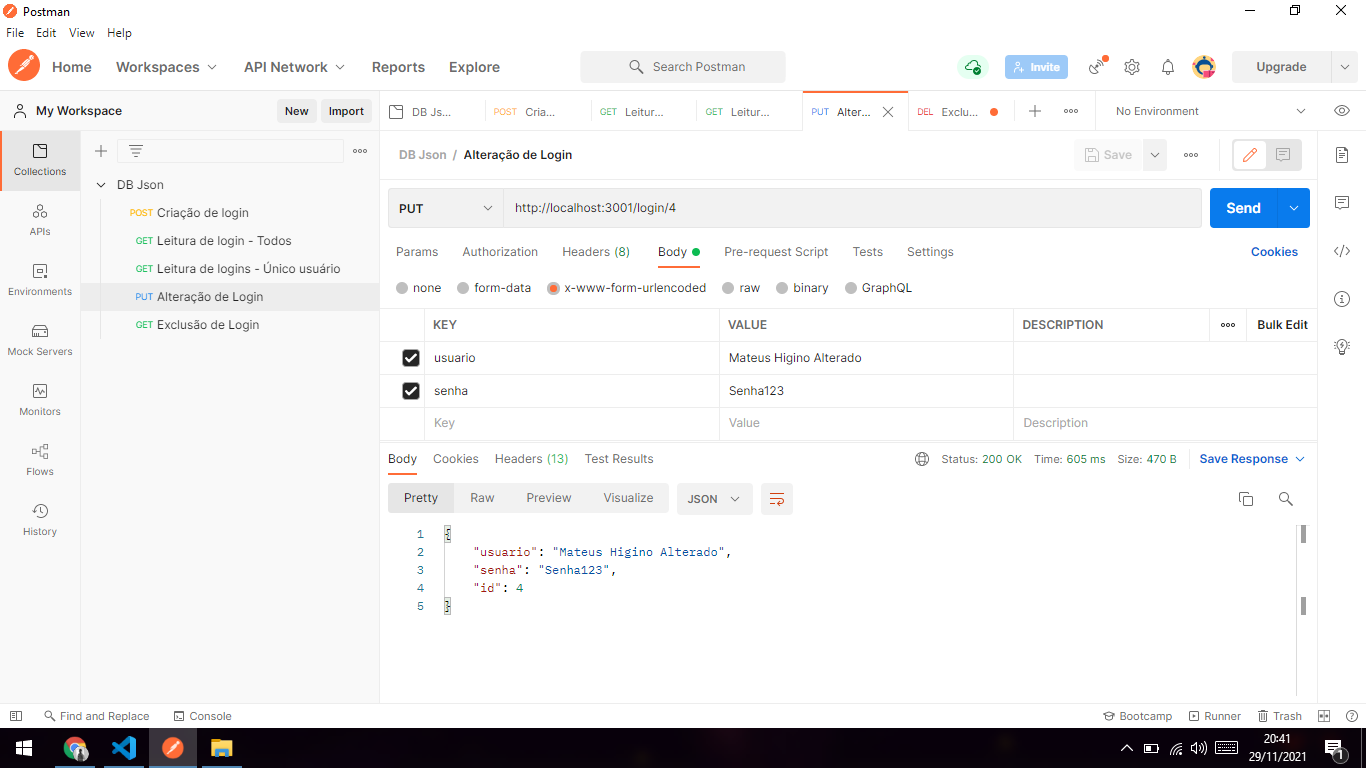 Postman
File Edit View Help
Home Workspaces API Network Reports Explore Search Postman Invite Upgrade
My Workspace New Import DB Js... POST Cria... GET Leitur... GET Leitur... PUT Alter... DEL Exclu... No Environment
Collections
APIs
Environments
Mock Servers
Monitors
Flows
History
DB Json
POST Criação de login
GET Leitura de login - Todos
GET Leitura de logins - Único usuário
PUT Alteração de Login
GET Exclusão de Login
DB Json / Alteração de Login Save
PUT http://localhost:3001/login/4 Send
Params Authorization Headers (8) Body Pre-request Script Tests Settings Cookies
none form-data x-www-form-urlencoded raw binary GraphQL
KEY VALUE DESCRIPTION Bulk Edit
usuario Mateus Higino Alterado
senha Senha123
Key Value Description
Body Cookies Headers (13) Test Results Status: 200 OK Time: 605 ms Size: 470 B Save Response
Pretty Raw Preview Visualize JSON
1 {
2 "usuario": "Mateus Higino Alterado",
3 "senha": "Senha123",
4 "id": 4
5 }
Find and Replace Console Bootcamp Runner Trash
20:41
29/11/2021
1